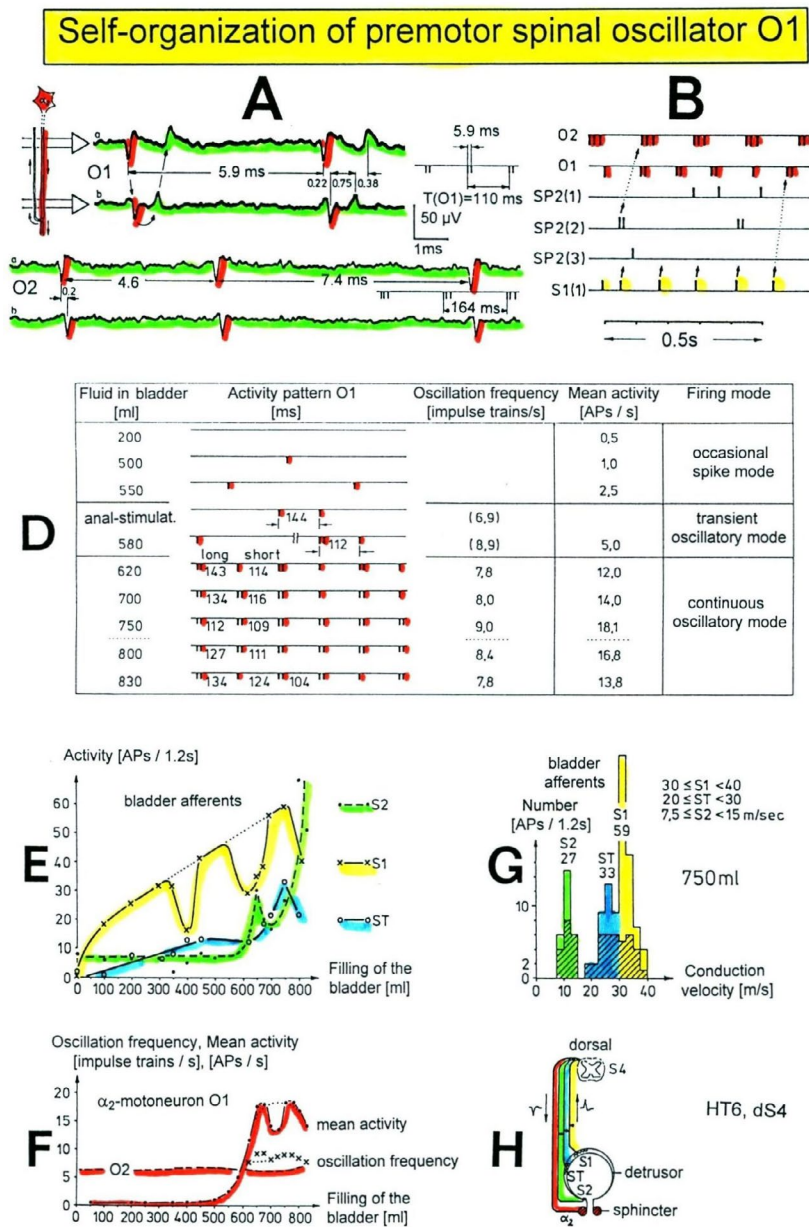 Self-organization of premotor spinal oscillator O1
A
B
a
O1
5.9 ms
0.22
0.75
0.38
b
5.9 ms
T(O1)=110 ms
50 µV
1ms
a
O2
4.6
7.4 ms
0.2
164 ms
b
O2
O1
SP2(1)
SP2(2)
SP2(3)
S1(1)
0.5s
D
Fluid in bladder Activity pattern O1 Oscillation frequency Mean activity Firing mode
[ml] [ms] [impulse trains/s] [APs / s]
200 0,5
500 1,0 occasional
550 2,5 spike mode
anal-stimulat. 144 (6,9) transient
580 112 (8,9) 5,0 oscillatory mode
long short
620 143 114 7,8 12,0
700 134 116 8,0 14,0
750 112 109 9,0 18,1 continuous
800 127 111 8,4 16,8 oscillatory mode
830 134 124 104 7,8 13,8
E
Activity [APs / 1.2s]
bladder afferents
60
50
40
30
20
10
0
S2
S1
ST
0 100 200 300 400 500 600 700 800
Filling of the
bladder [ml]
G
bladder
afferents
Number
[APs / 1.2s]
S2
27
ST
33
S1
59
30 ≤ S1 <40
20 ≤ ST <30
7,5 ≤ S2 <15 m/sec
750ml
10
2
0
0 10 20 30 40
Conduction
velocity [m/s]
F
Oscillation frequency, Mean activity
[impulse trains / s], [APs / s]
α2-motoneuron O1
20
15
10
5
0
O2
mean activity
oscillation frequency
0 100 200 300 400 500 600 700 800
Filling of the
bladder [ml]
H
dorsal
S4
HT6, dS4
γ
S1
ST
S2
detrusor
sphincter
α2